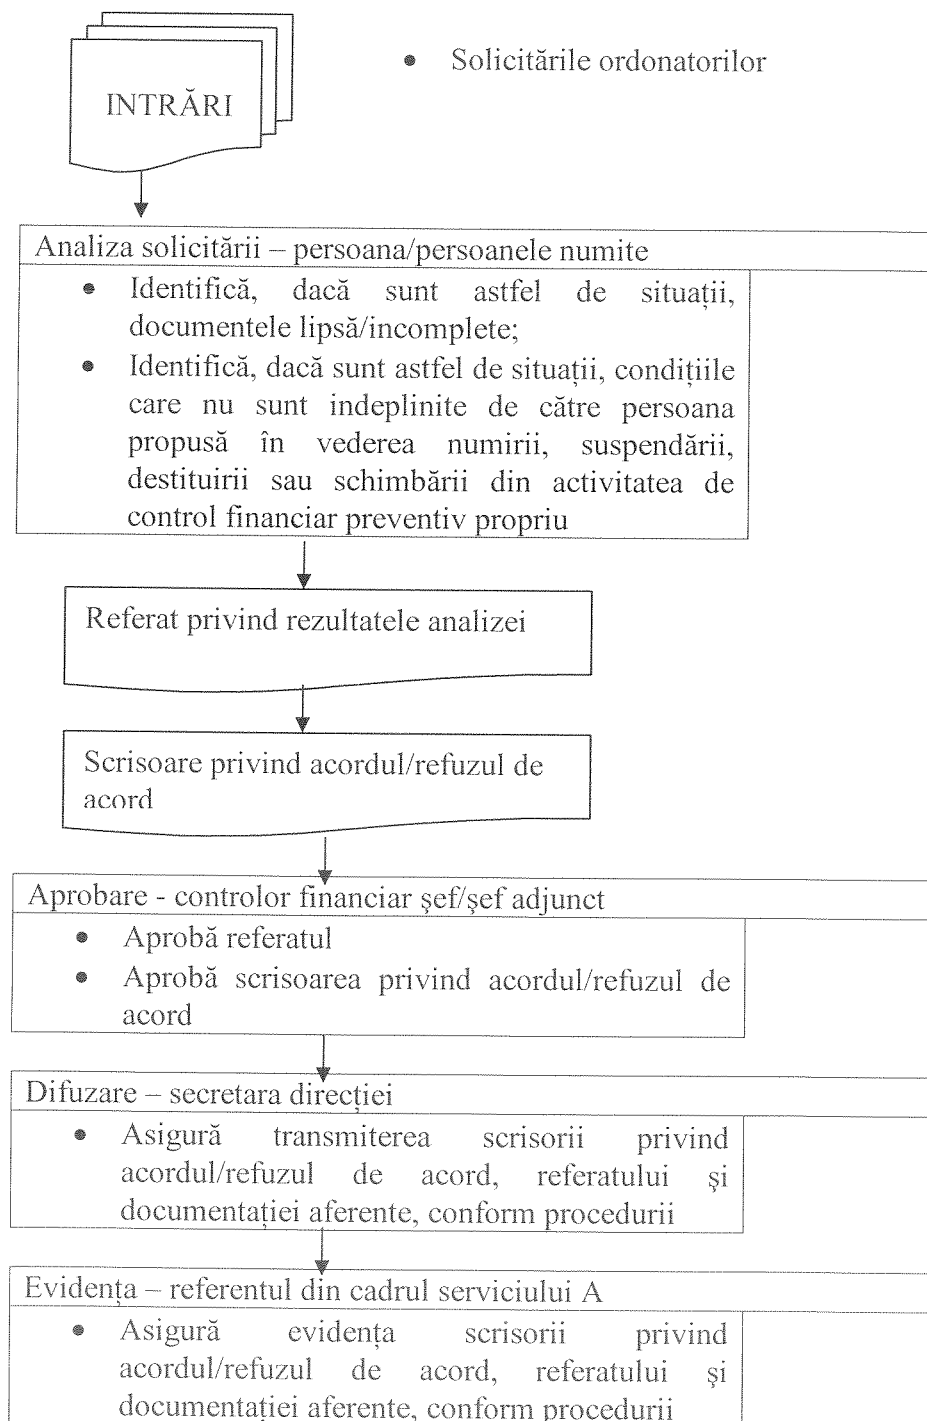 INTRĂRI
• Solicitările ordonatorilor
Analiza solicitării – persoana/persoanele numite
• Identifică, dacă sunt astfel de situații,
documentele lipsă/incomplete;
• Identifică, dacă sunt astfel de situații, condițiile
care nu sunt indeplinite de către persoana
propusă în vederea numirii, suspendării,
destituirii sau schimbării din activitatea de
control financiar preventiv propriu
Referat privind rezultatele analizei
Scrisoare privind acordul/refuzul de
acord
Aprobare - controlor financiar şef/şef adjunct
• Aprobă referatul
• Aprobă scrisoarea privind acordul/refuzul de
acord
Difuzare – secretara direcției
• Asigură transmiterea scrisorii privind
acordul/refuzul de acord, referatului şi
documentației aferente, conform procedurii
Evidența – referentul din cadrul serviciului A
• Asigură evidența scrisorii privind
acordul/refuzul de acord, referatului şi
documentației aferente, conform procedurii